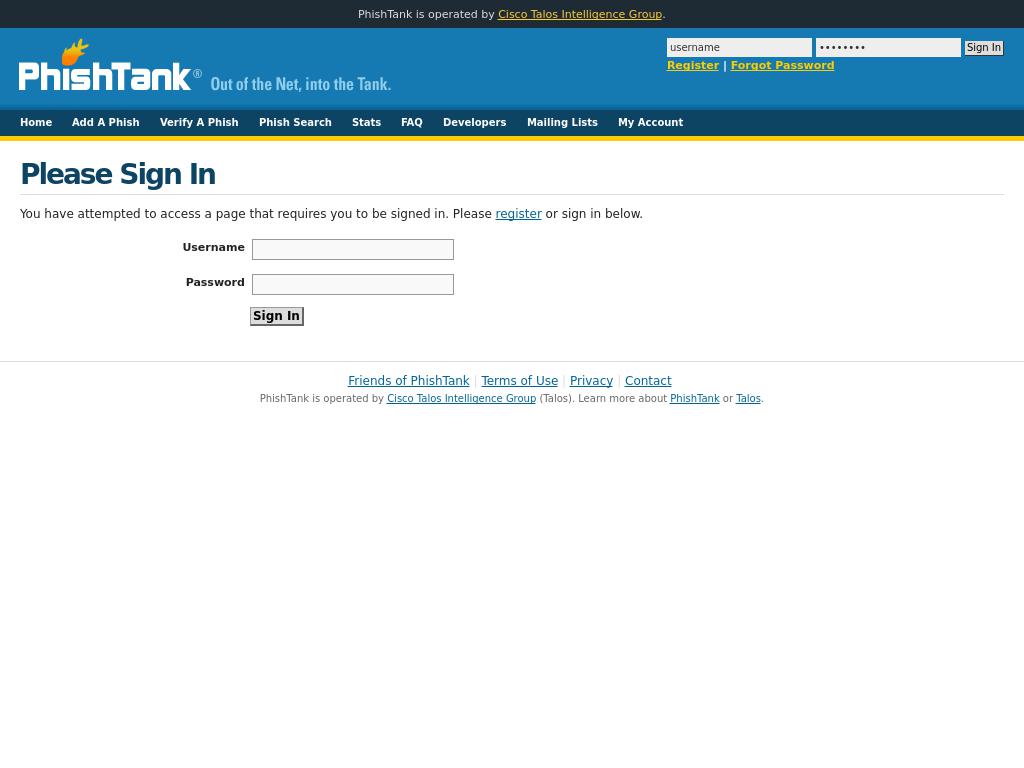 PhishTank is operated by Cisco Talos Intelligence Group.
username •••••••• Sign In
Register | Forgot Password
PhishTank® Out of the Net, into the Tank.
Home Add A Phish Verify A Phish Phish Search Stats FAQ Developers Mailing Lists My Account
Please Sign In
You have attempted to access a page that requires you to be signed in. Please register or sign in below.
Username
Password
Sign In
Friends of PhishTank | Terms of Use | Privacy | Contact
PhishTank is operated by Cisco Talos Intelligence Group (Talos). Learn more about PhishTank or Talos.